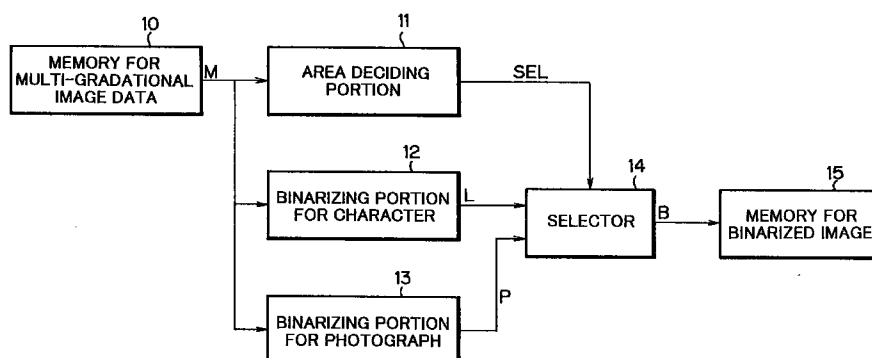 10
MEMORY FOR
MULTI-GRADATIONAL
IMAGE DATA
M
11
AREA DECIDING
PORTION
SEL
12
BINARIZING PORTION
FOR CHARACTER
L
13
BINARIZING PORTION
FOR PHOTOGRAPH
P
14
SELECTOR
B
15
MEMORY FOR
BINARIZED IMAGE